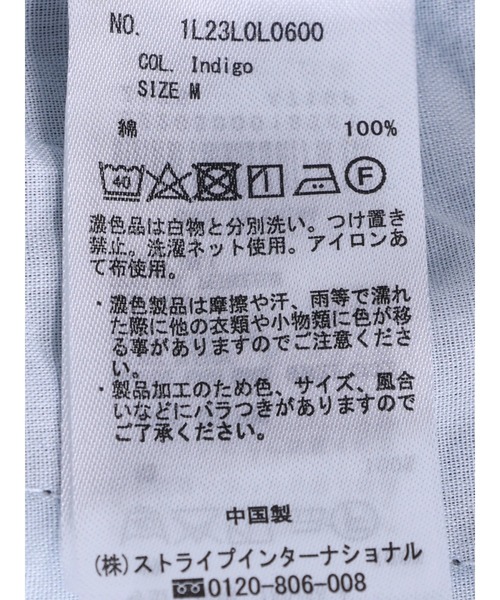 NO. 1L23L0L0600
COL. Indigo
SIZE M
綿 100%
40 F
濃色品は白物と分別洗い。つけ置き
禁止。洗濯ネット使用。アイロンあ
て布使用。
・濃色製品は摩擦や汗、雨等で濡れ
た際に他の衣類や小物類に色が移
る事がありますのでご注意くださ
い。
・製品加工のため色、サイズ、風合
いなどにバラつきがありますので
ご了承ください。
中国製
(株)ストライプインターナショナル
0120-806-008